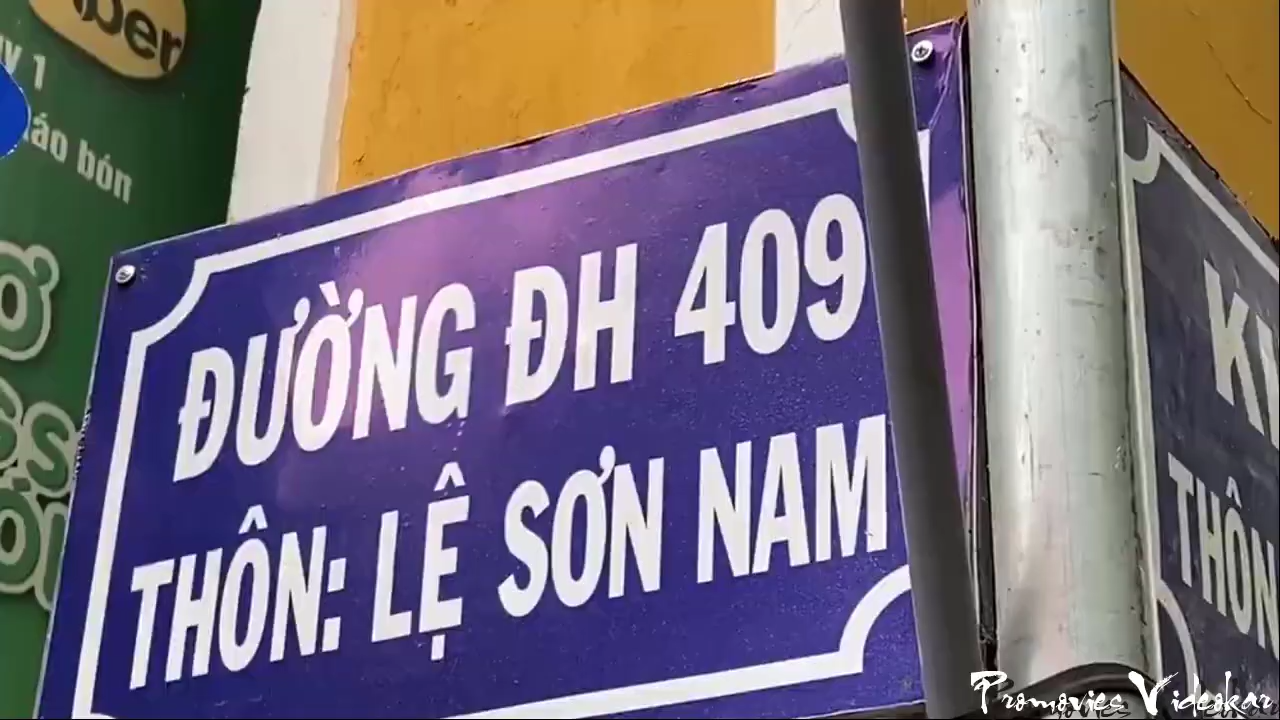 áo bón
ĐƯỜNG ĐH 409
THÔN: LỆ SƠN NAM
THÔN
Promovies Videokar